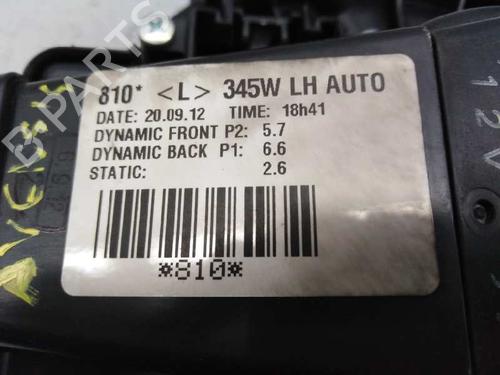 810* <L> 345W LH AUTO
DATE: 20.09.12 TIME: 18h41
DYNAMIC FRONT P2: 5.7
DYNAMIC BACK P1: 6.6
STATIC: 2.6
*810*
12V
B-PARTS